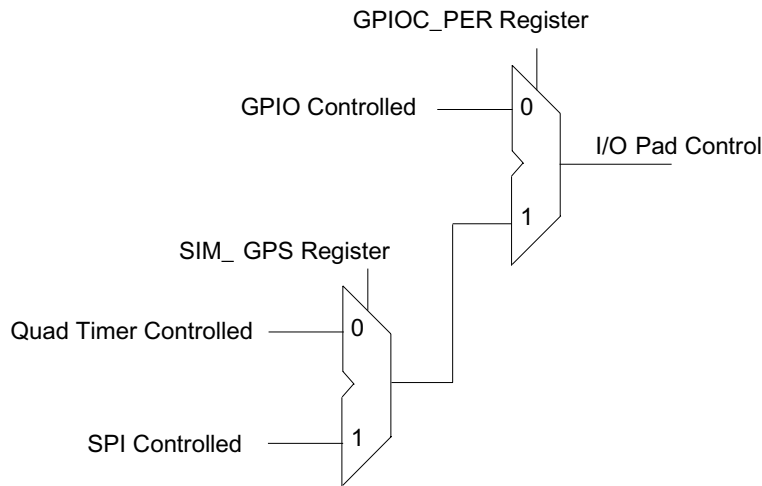 GPIOC_PER Register
GPIO Controlled
0
I/O Pad Control
1
SIM_ GPS Register
Quad Timer Controlled
0
SPI Controlled
1